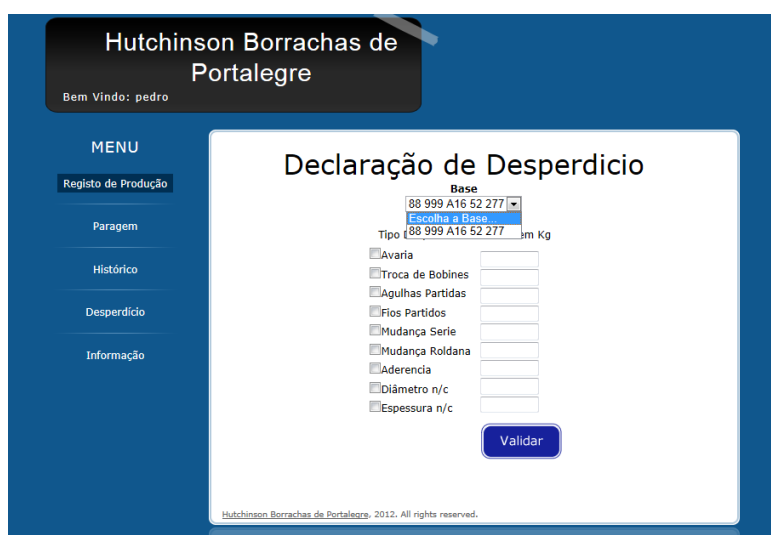 Hutchinson Borrachas de
Portalegre
Bem Vindo: pedro
MENU
Registo de Produção
Paragem
Histórico
Desperdício
Informação
Declaração de Desperdicio
Base
88 999 A16 52 277
Escolha a Base...
88 999 A16 52 277
Tipo em Kg
Avaria
Troca de Bobines
Agulhas Partidas
Fios Partidos
Mudança Serie
Mudança Roldana
Aderencia
Diâmetro n/c
Espessura n/c
Validar
Hutchinson Borrachas de Portalegre, 2012. All rights reserved.